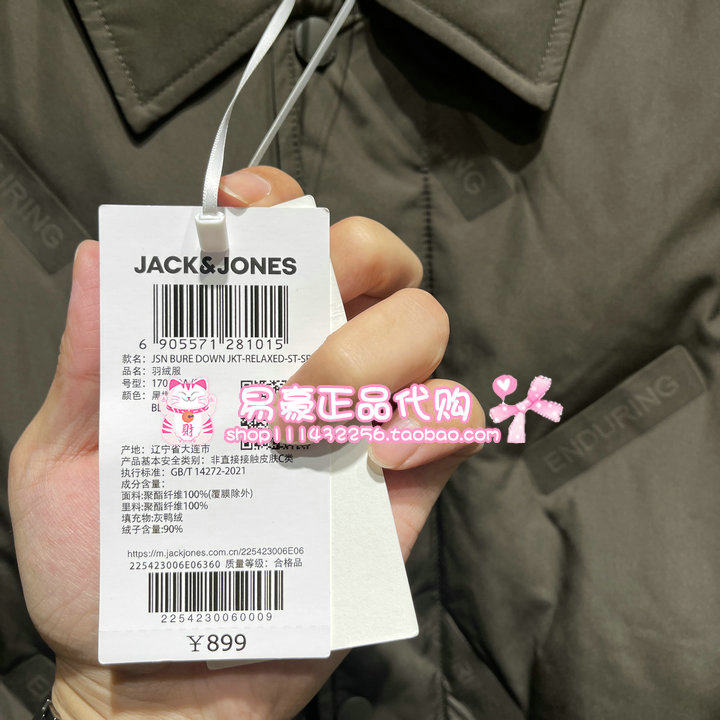 JACK&JONES
6 905571 281015
款名: JSN BURE DOWN JKT-RELAXED-ST-SP
品名: 羽绒服
号型: 170
颜色: 黑
BL
易豪正品代购
shop111432256.taobao.com
財
产地: 辽宁省大连市
产品基本安全类别: 非直接接触皮肤C类
执行标准: GB/T 14272-2021
成分含量:
面料:聚酯纤维100%(覆膜除外)
里料:聚酯纤维100%
填充物:灰鸭绒
绒子含量:90%
https://m.jackjones.com.cn/225423006E06
225423006E06360 质量等级: 合格品
2254230060009
￥899
ENDURING